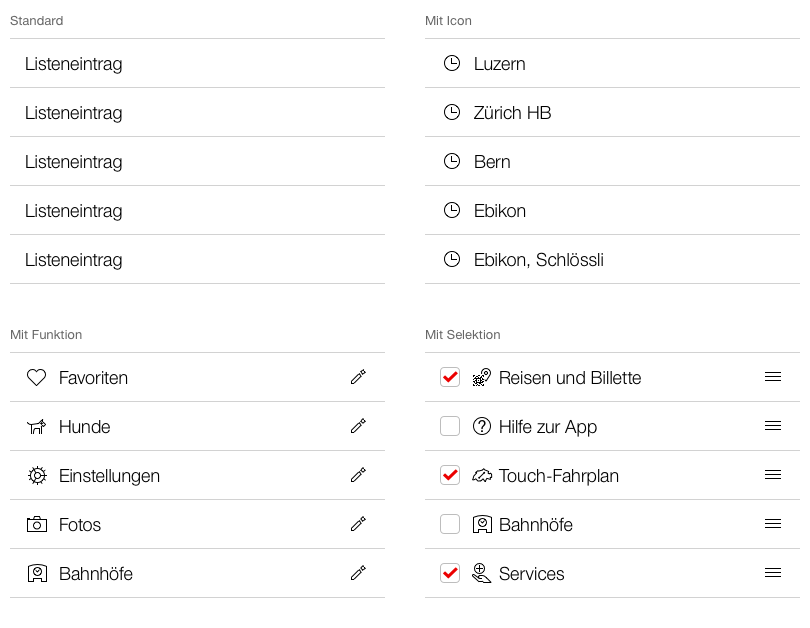 Standard
Listeneintrag
Listeneintrag
Listeneintrag
Listeneintrag
Listeneintrag
Mit Icon
Luzern
Zürich HB
Bern
Ebikon
Ebikon, Schlössli
Mit Funktion
Favoriten
Hunde
Einstellungen
Fotos
Bahnhöfe
Mit Selektion
Reisen und Billette
Hilfe zur App
Touch-Fahrplan
Bahnhöfe
Services